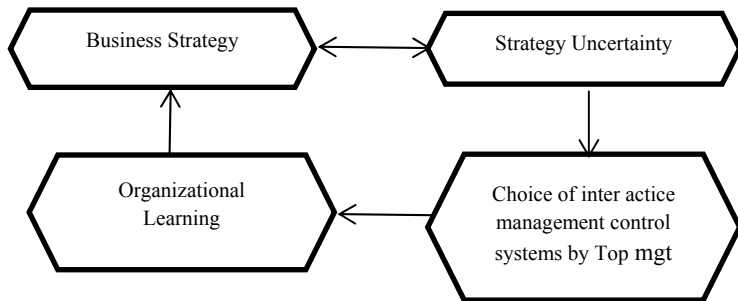 Business Strategy
Strategy Uncertainty
Organizational
Learning
Choice of inter actice
management control
systems by Top mgt